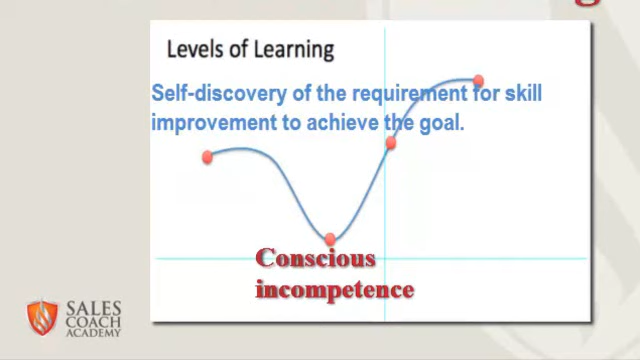 Levels of Learning
Self-discovery of the requirement for skill
improvement to achieve the goal.
Conscious
incompetence
SALES
COACH
ACADEMY